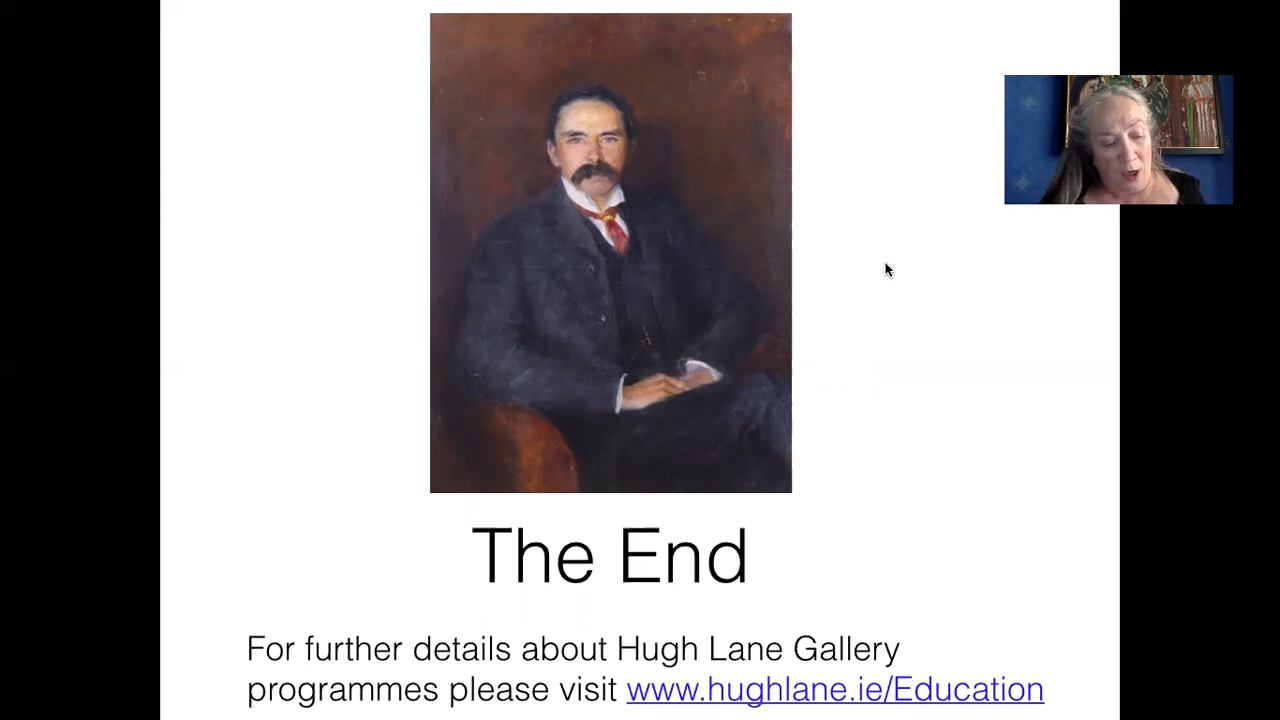 The End
For further details about Hugh Lane Gallery
programmes please visit www.hughlane.ie/Education